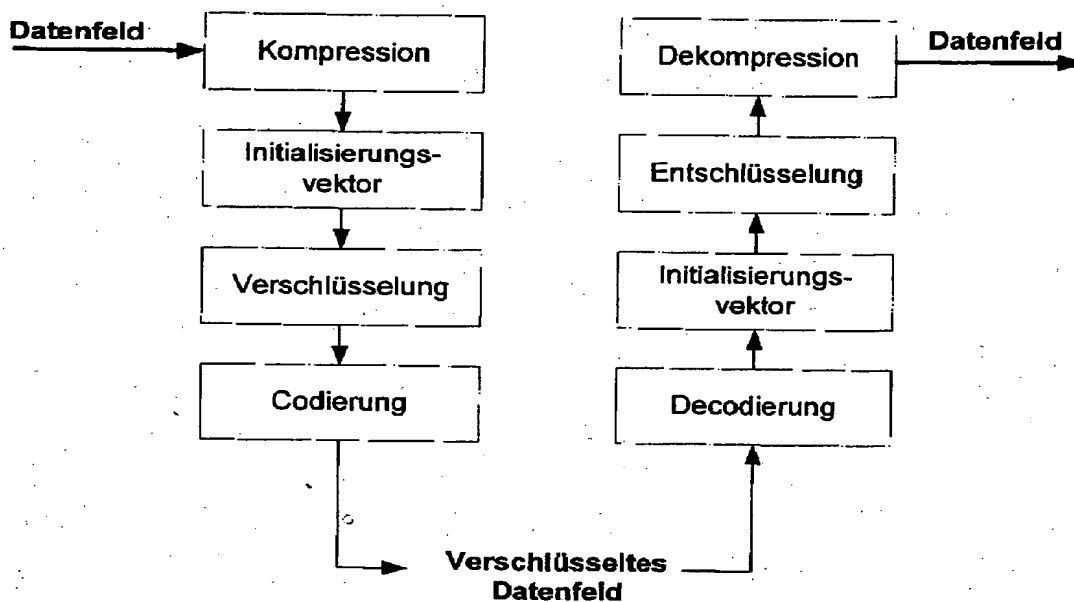 Datenfeld
Kompression
Initialisierungs-
vektor
Verschlüsselung
Codierung
Verschlüsseltes
Datenfeld
Decodierung
Initialisierungs-
vektor
Entschlüsselung
Dekompression
Datenfeld